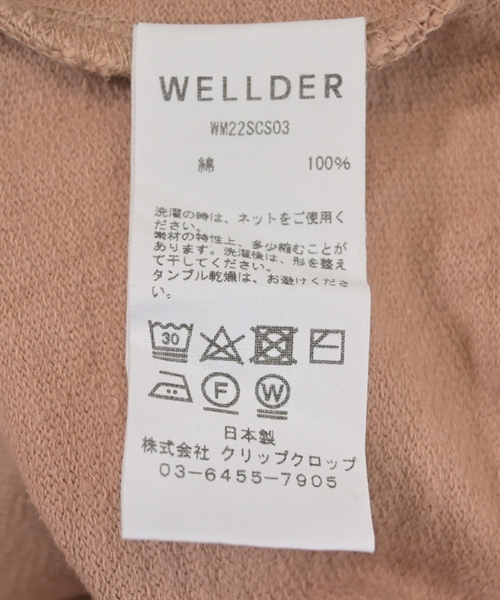 WELLDER
WM22SCS03
綿 100%
洗濯の時は、ネットをご使用く
ださい。
素材の特性上、多少縮むことが
あります。洗濯後は、形を整え
て干してください。
タンブル乾燥は、お避けくださ
い。
30
F W
日本製
株式会社 クリップクロップ
03-6455-7905